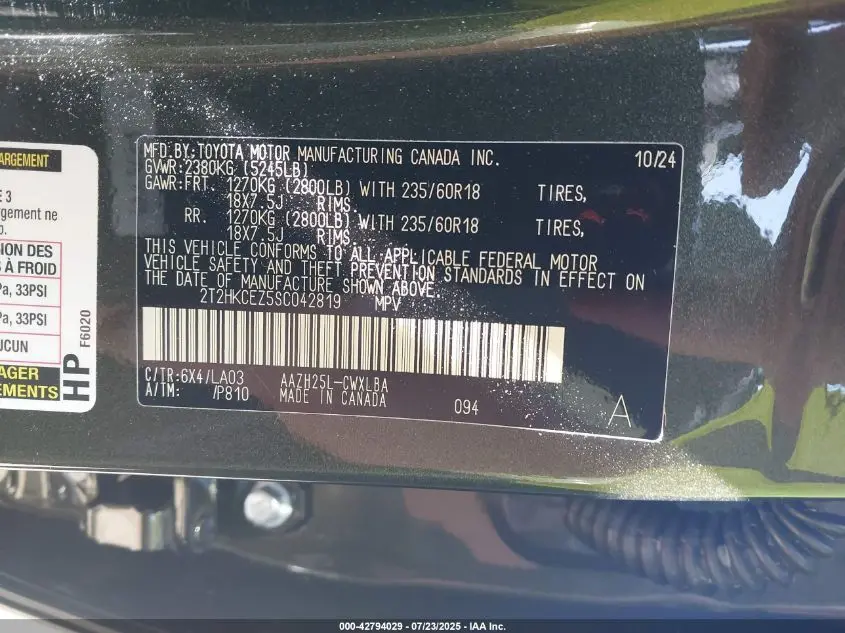 ARGEMENT
E 3
argement ne
p.
SION DES
S À FROID
Pa, 33PSI
Pa, 33PSI
UCUN
AGER
EMENTS
HP
F6020
MFD.BY:TOYOTA MOTOR MANUFACTURING CANADA INC. 10/24
GVWR:2380KG (5245LB)
GAWR:FRT 1270KG (2800LB) WITH 235/60R18 TIRES,
18X7.5J RIMS
RR. 1270KG (2800LB) WITH 235/60R18 TIRES,
18X7.5J RIMS
THIS VEHICLE CONFORMS TO ALL APPLICABLE FEDERAL MOTOR
VEHICLE SAFETY AND THEFT PREVENTION STANDARDS IN EFFECT ON
THE DATE OF MANUFACTURE SHOWN ABOVE.
2T2HKCEZ5SC042819 MPV
C/TR:6X4/LA03 AAZH25L-CWXLBA
A/TM: /P810 MADE IN CANADA 094 A
000-42794029 - 07/23/2025 - IAA Inc.